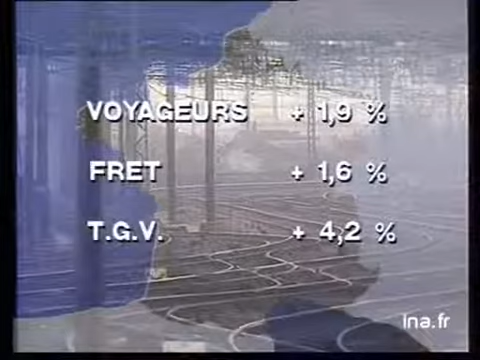 VOYAGEURS + 1,9 %
FRET + 1,6 %
T.G.V. + 4,2 %
ina.fr